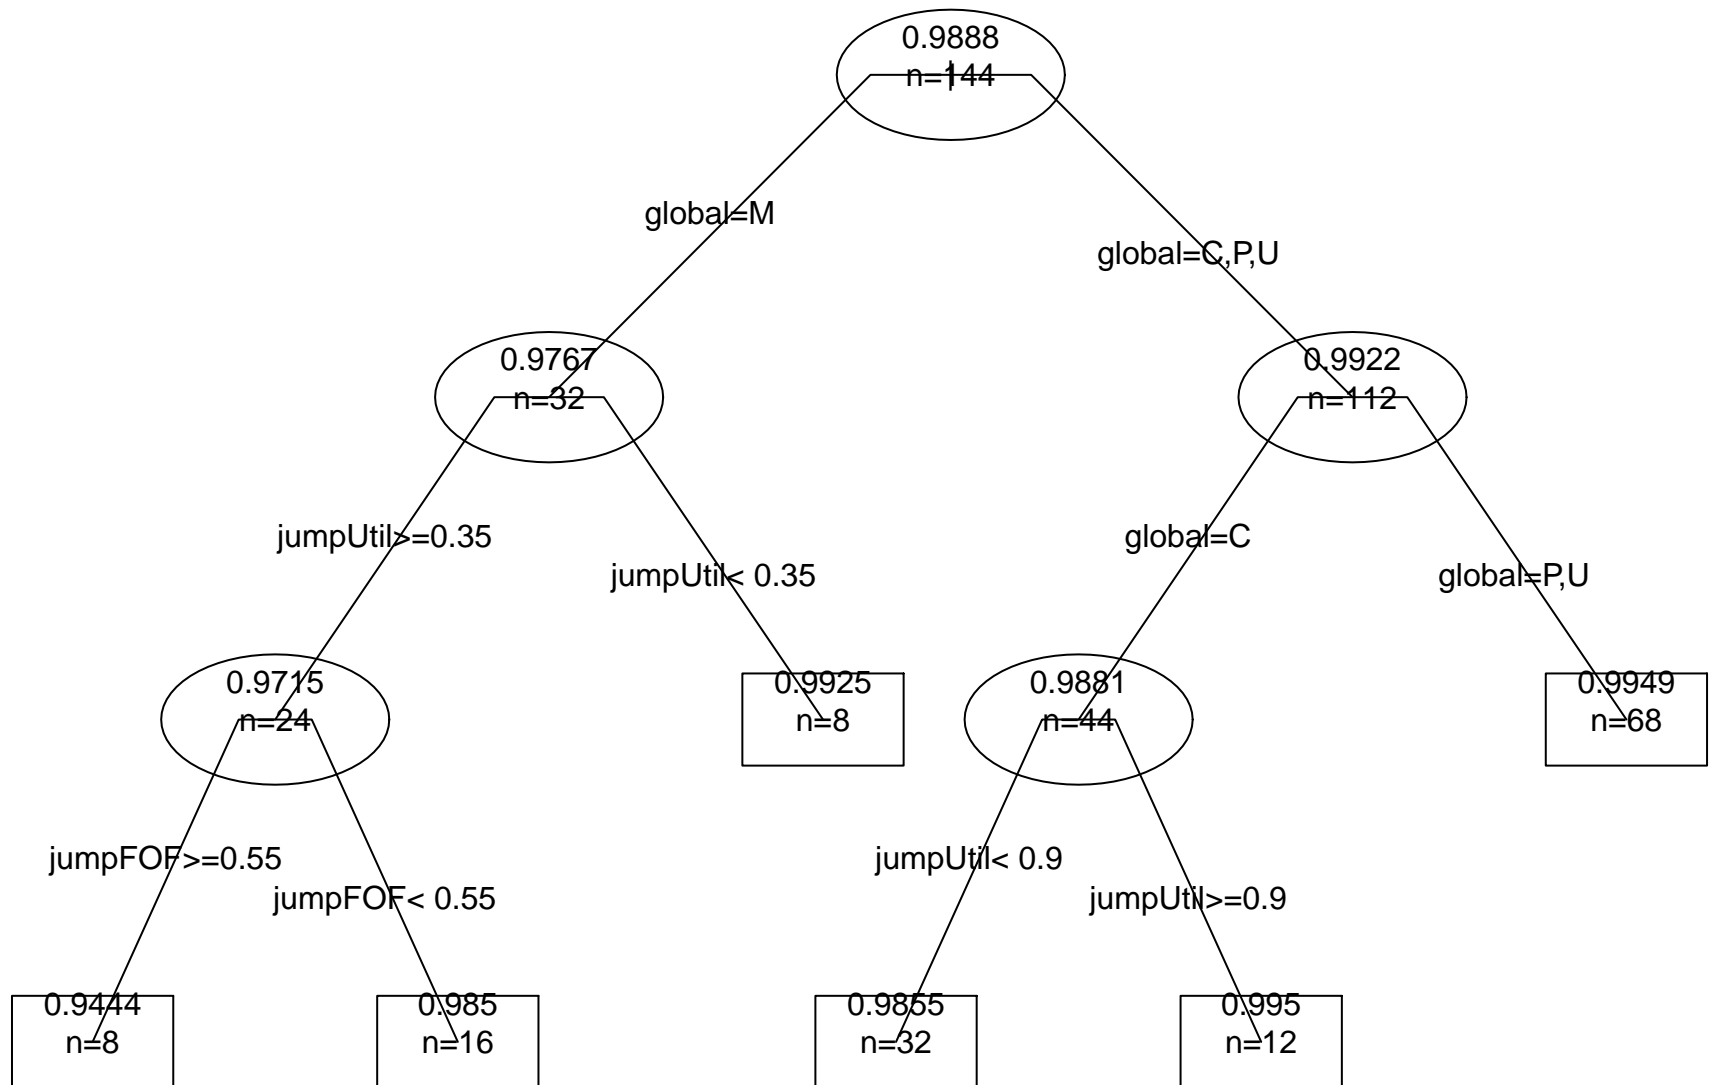 0.9888
n=144
global=M
global=C,P,U
0.9767
n=32
0.9922
n=112
jumpUtil>=0.35
jumpUtil< 0.35
global=C
global=P,U
0.9715
n=24
0.9925
n=8
0.9881
n=44
0.9949
n=68
jumpFOF>=0.55
jumpFOF< 0.55
jumpUtil< 0.9
jumpUtil>=0.9
0.9444
n=8
0.985
n=16
0.9855
n=32
0.995
n=12